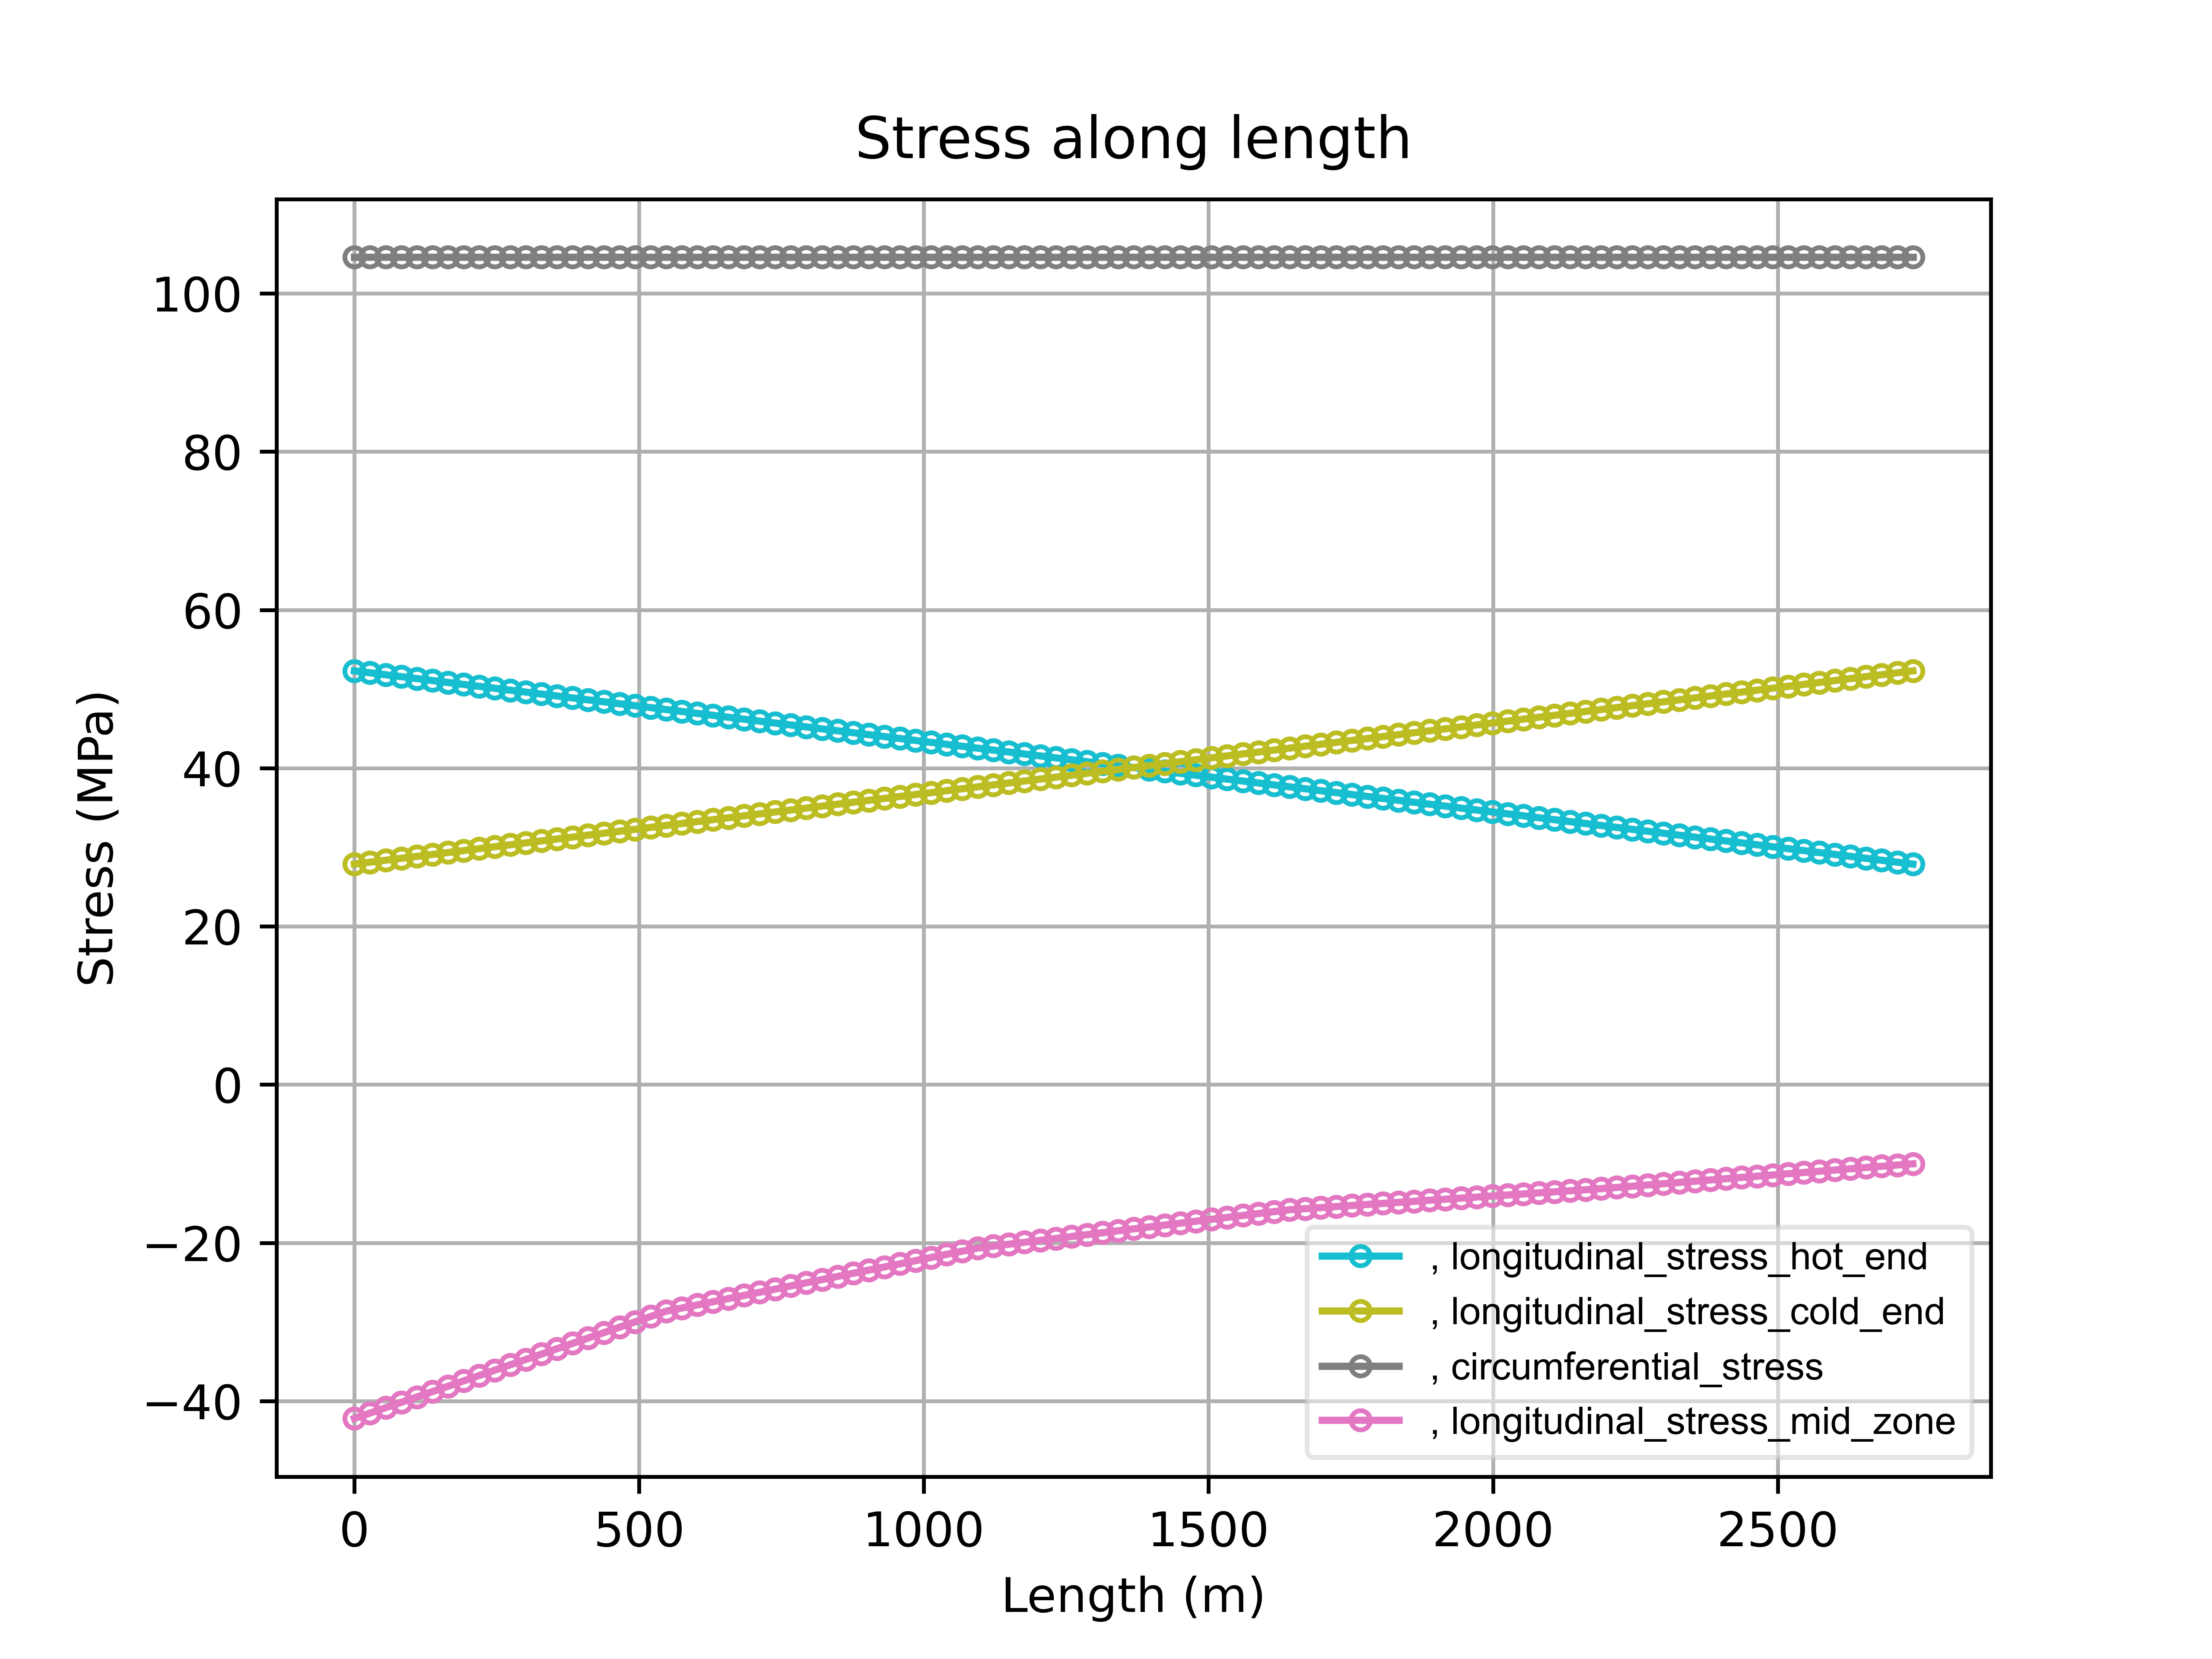 Stress along length
Stress (MPa)
100
80
60
40
20
0
−20
−40
, longitudinal_stress_hot_end
, longitudinal_stress_cold_end
, circumferential_stress
, longitudinal_stress_mid_zone
0 500 1000 1500 2000 2500
Length (m)